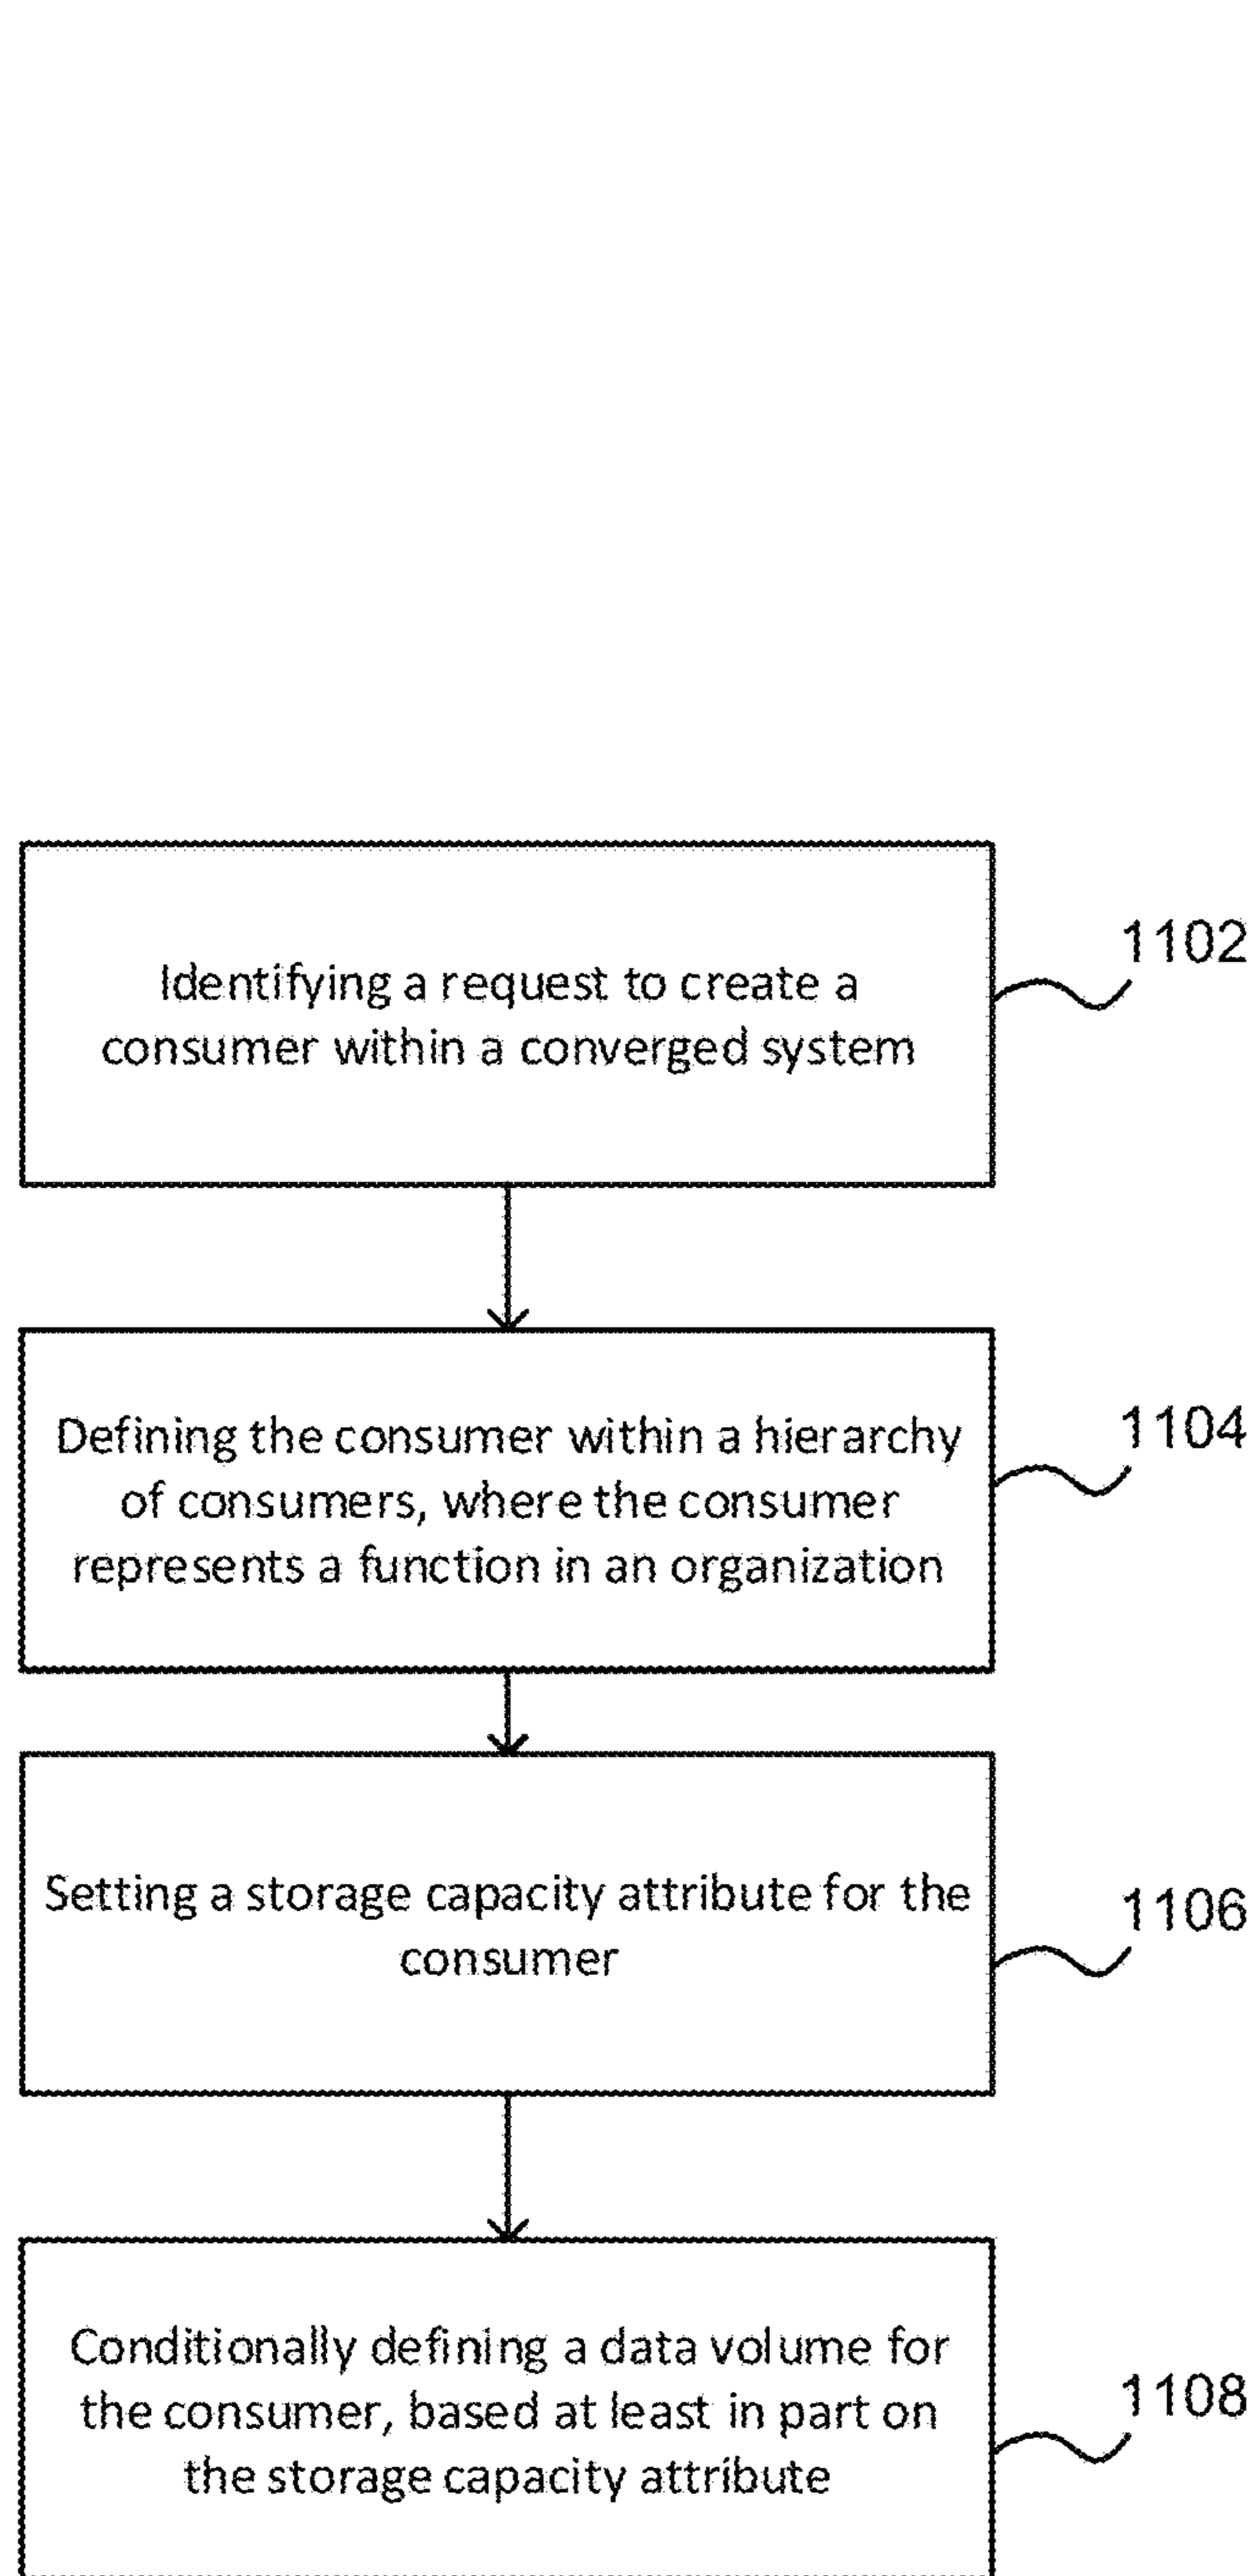 1102
Identifying a request to create a
consumer within a converged system
1104
Defining the consumer within a hierarchy
of consumers, where the consumer
represents a function in an organization
1106
Setting a storage capacity attribute for the
consumer
1108
Conditionally defining a data volume for
the consumer, based at least in part on
the storage capacity attribute